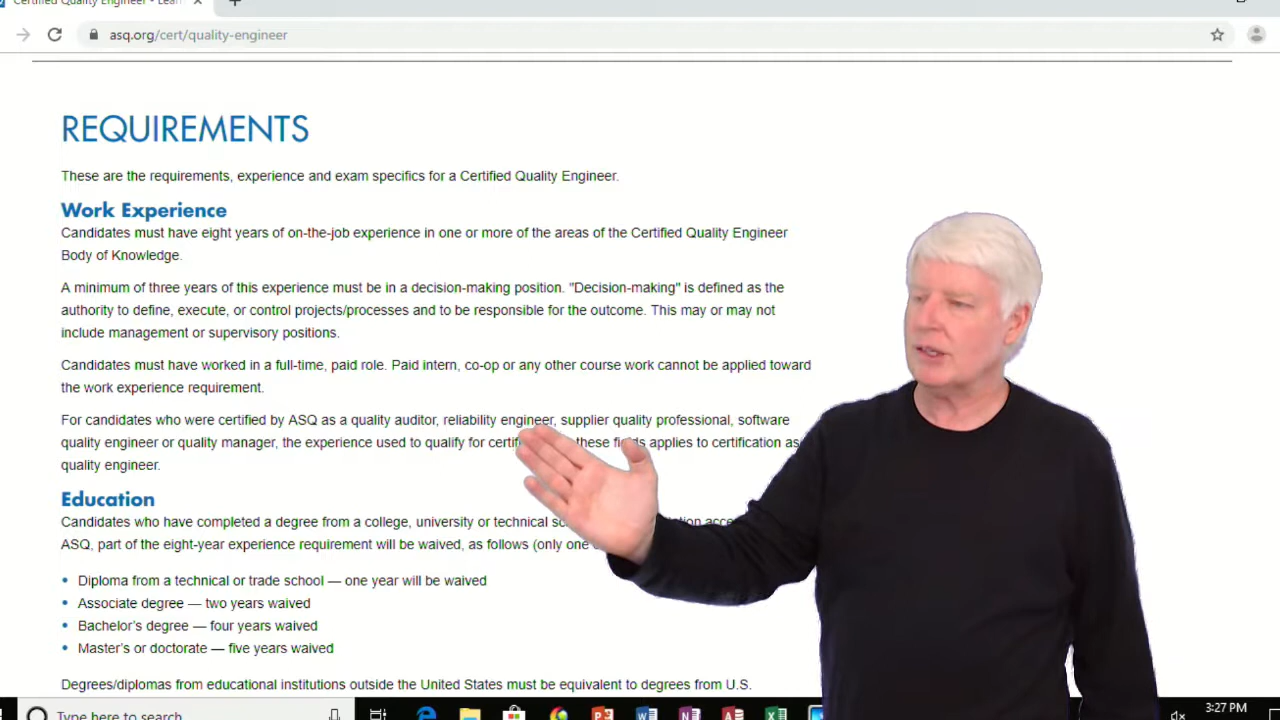 Certified Quality Engineer - Learn
asq.org/cert/quality-engineer
REQUIREMENTS
These are the requirements, experience and exam specifics for a Certified Quality Engineer.
Work Experience
Candidates must have eight years of on-the-job experience in one or more of the areas of the Certified Quality Engineer
Body of Knowledge.
A minimum of three years of this experience must be in a decision-making position. "Decision-making" is defined as the
authority to define, execute, or control projects/processes and to be responsible for the outcome. This may or may not
include management or supervisory positions.
Candidates must have worked in a full-time, paid role. Paid intern, co-op or any other course work cannot be applied toward
the work experience requirement.
For candidates who were certified by ASQ as a quality auditor, reliability engineer, supplier quality professional, software
quality engineer or quality manager, the experience used to qualify for these applies to certification as
quality engineer.
Education
Candidates who have completed a degree from a college, university or technical
ASQ, part of the eight-year experience requirement will be waived, as follows (only one
• Diploma from a technical or trade school — one year will be waived
• Associate degree — two years waived
• Bachelor's degree — four years waived
• Master's or doctorate — five years waived
Degrees/diplomas from educational institutions outside the United States must be equivalent to degrees from U.S.
Type here to search
3:27 PM